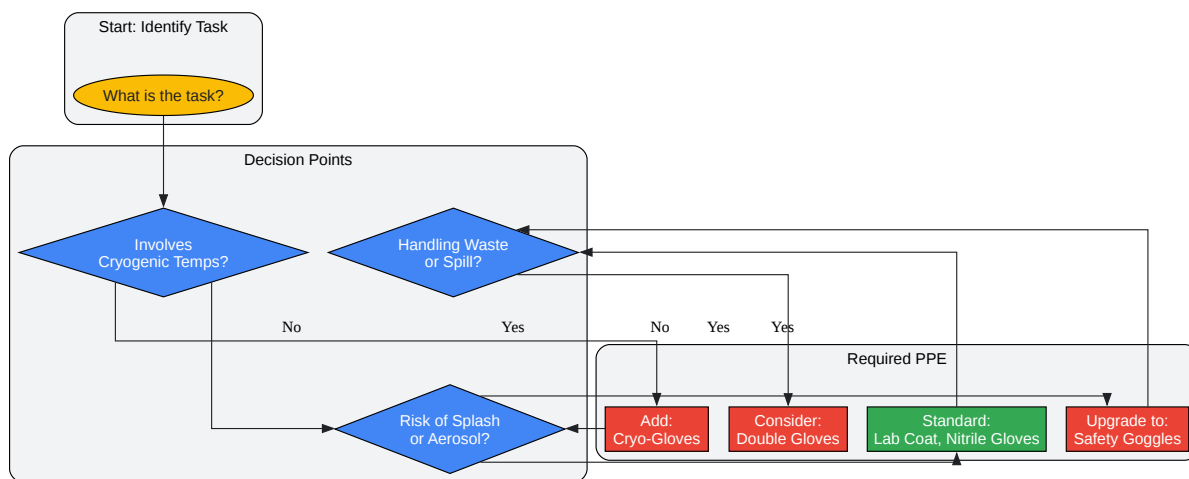 Start: Identify Task
What is the task?
Decision Points
Involves
Cryogenic Temps?
Handling Waste
or Spill?
No
Yes
No
Yes
Yes
Required PPE
Risk of Splash
or Aerosol?
Add:
Cryo-Gloves
Consider:
Double Gloves
Standard:
Lab Coat, Nitrile Gloves
Upgrade to:
Safety Goggles